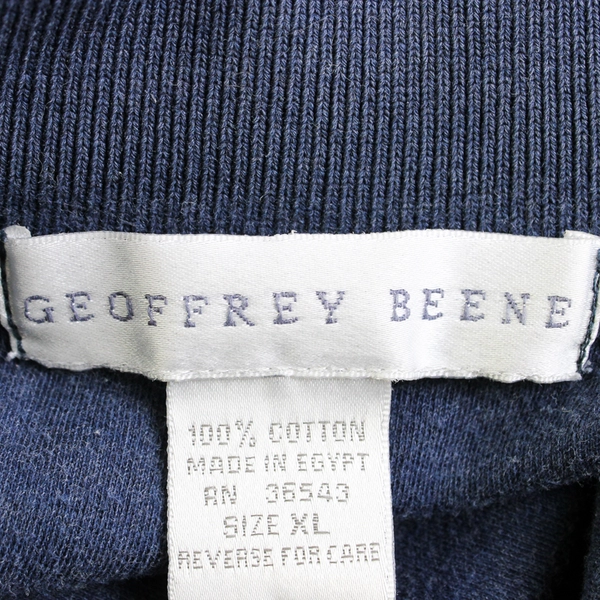 GEOFFREY BEENE
100% COTTON
MADE IN EGYPT
RN 36543
SIZE XL
REVERSE FOR CARE